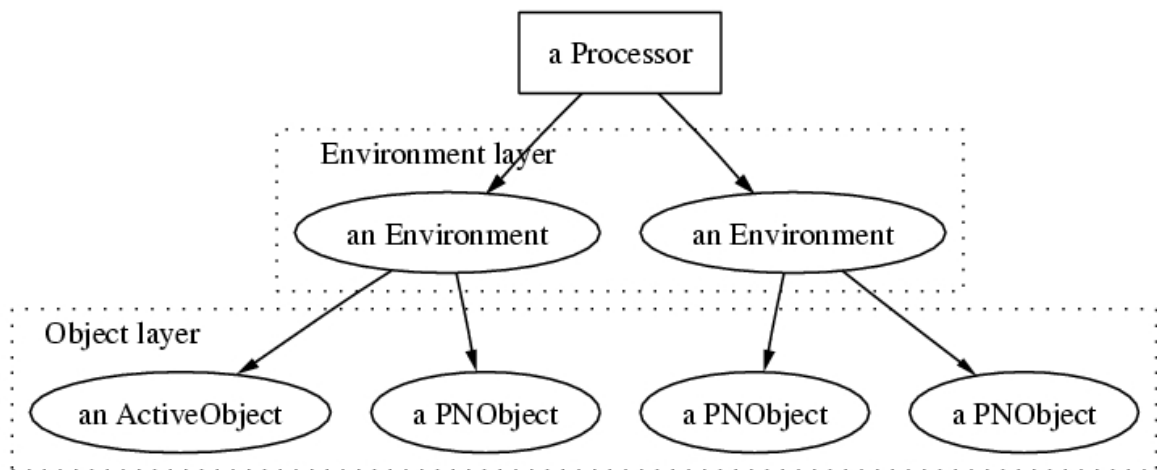 a Processor
Environment layer
an Environment
an Environment
Object layer
an ActiveObject
a PNObject
a PNObject
a PNObject